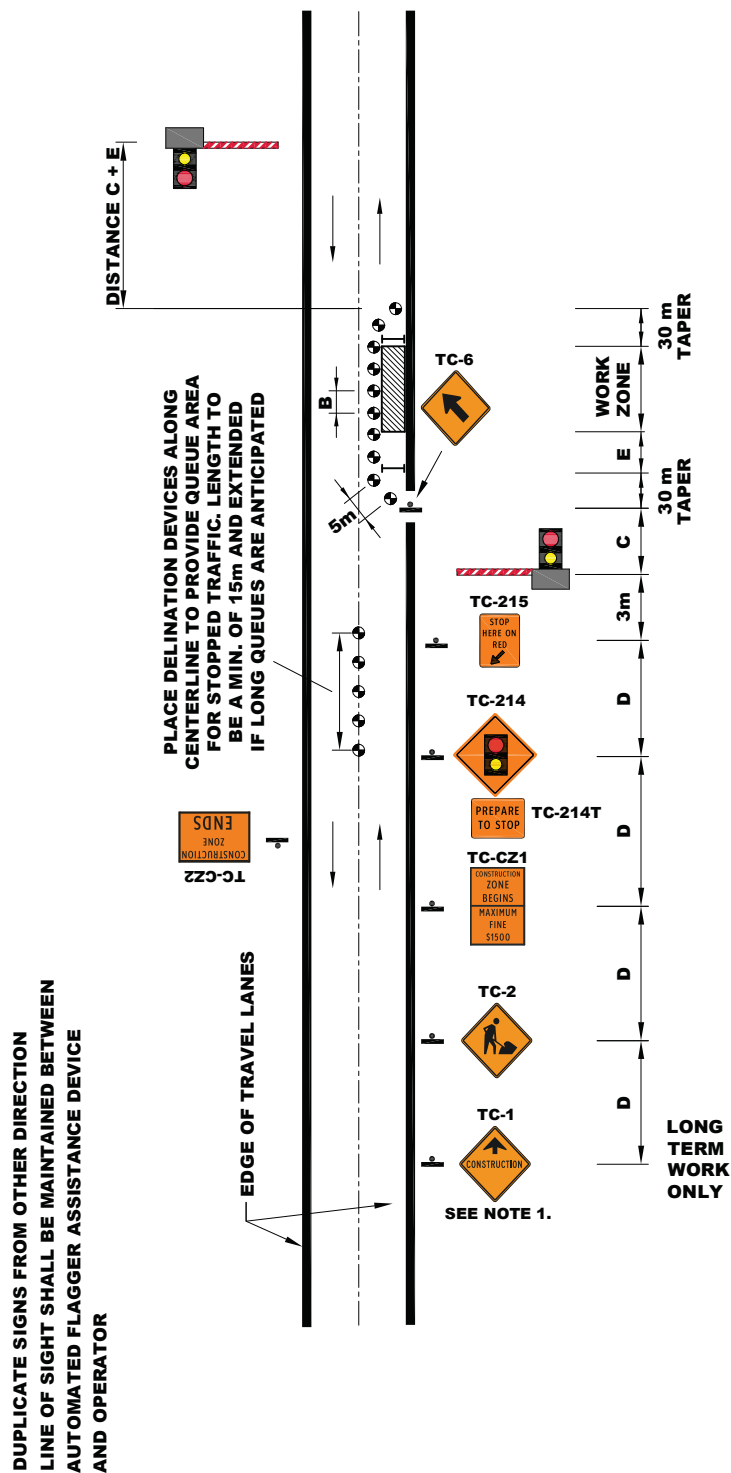 DISTANCE C + E
PLACE DELINATION DEVICES ALONG
CENTERLINE TO PROVIDE QUEUE AREA
FOR STOPPED TRAFFIC. LENGTH TO
BE A MIN. OF 15m AND EXTENDED
IF LONG QUEUES ARE ANTICIPATED
B
5m
TC-6
30 m
TAPER
WORK
ZONE
E
30 m
TAPER
C
3m
TC-215
STOP
HERE ON
RED
D
TC-214
PREPARE
TO STOP
TC-214T
D
TC-CZ1
CONSTRUCTION
ZONE
BEGINS
MAXIMUM
FINE
$1500
D
TC-2
D
TC-1
CONSTRUCTION
SEE NOTE 1.
LONG
TERM
WORK
ONLY
TC-CZ2
CONSTRUCTION
ZONE
ENDS
EDGE OF TRAVEL LANES
DUPLICATE SIGNS FROM OTHER DIRECTION
LINE OF SIGHT SHALL BE MAINTAINED BETWEEN
AUTOMATED FLAGGER ASSISTANCE DEVICE
AND OPERATOR